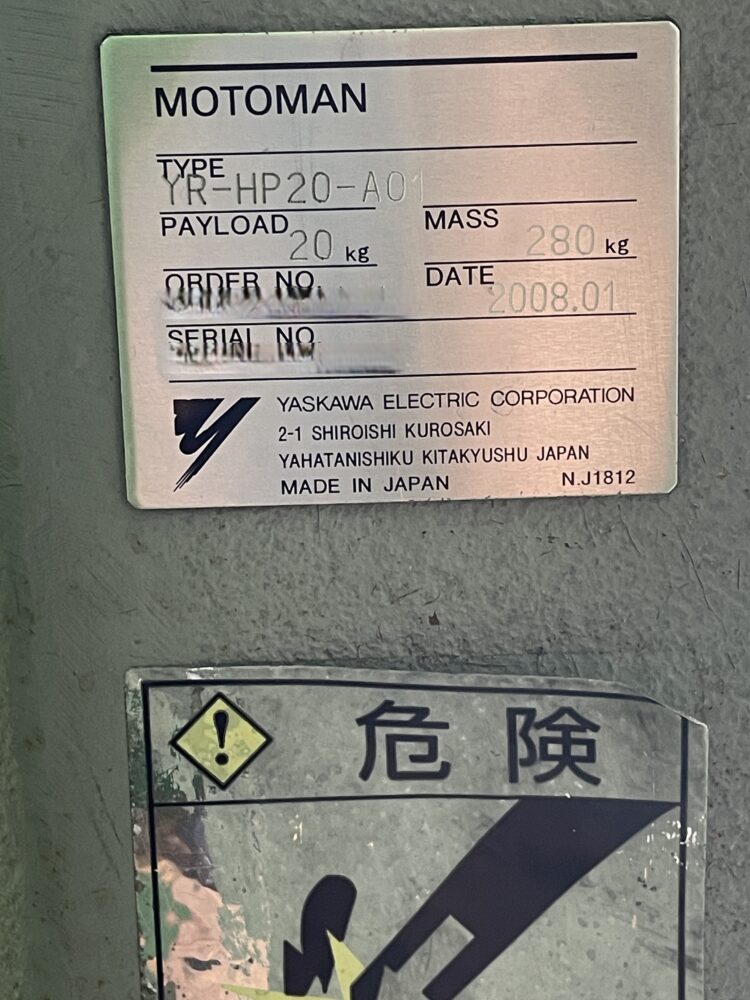 MOTOMAN
TYPE
YR-HP20-A01
PAYLOAD 20 kg
MASS 280 kg
ORDER NO.
DATE 2008.01
SERIAL NO.
YASKAWA ELECTRIC CORPORATION
2-1 SHIROISHI KUROSAKI
YAHATANISHIKU KITAKYUSHU JAPAN
MADE IN JAPAN N.J1812
危険